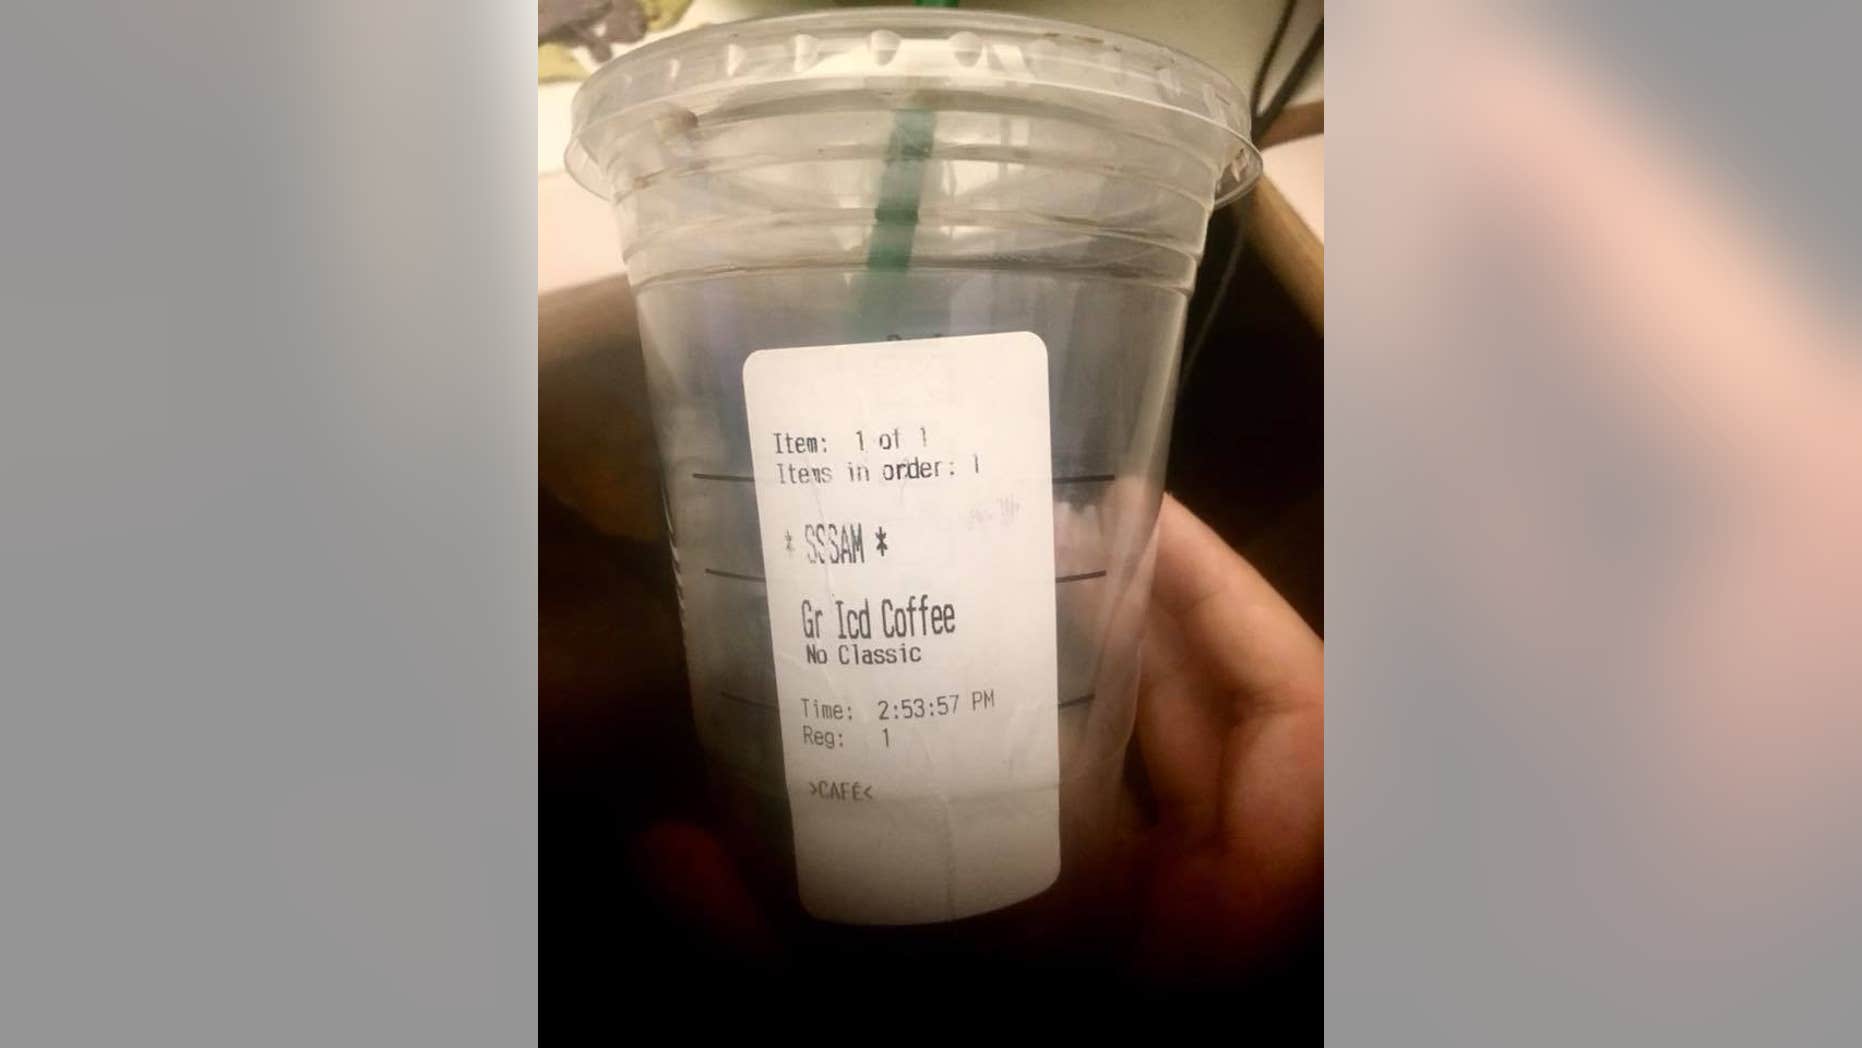 Item: 1 of 1
Items in order: 1
* SSSAM *
Gr Icd Coffee
No Classic
Time: 2:53:57 PM
Reg: 1
>CAFÉ<